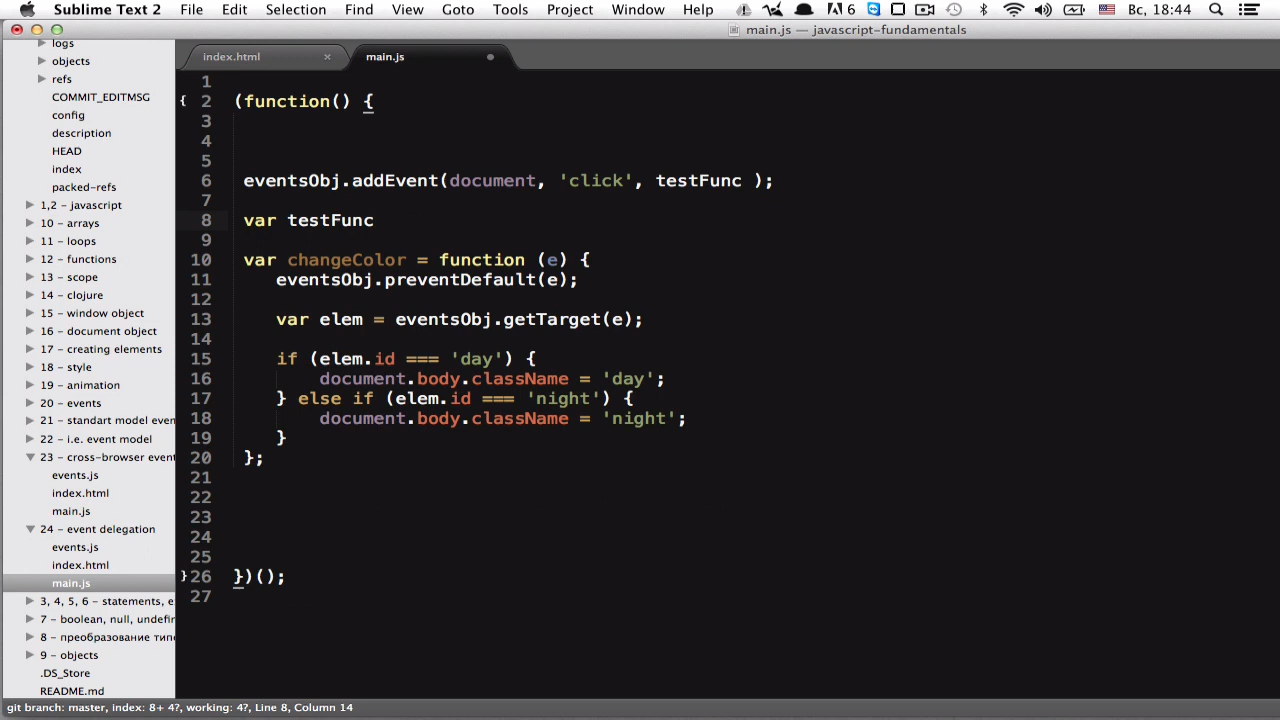 Sublime Text 2 File Edit Selection Find View Goto Tools Project Window Help 6 Вс, 18:44
main.js — javascript-fundamentals
index.html × main.js
logs
objects
refs
COMMIT_EDITMSG
config
description
HEAD
index
packed-refs
1,2 – javascript
10 – arrays
11 – loops
12 – functions
13 – scope
14 – clojure
15 – window object
16 – document object
17 – creating elements
18 – style
19 – animation
20 – events
21 – standart model even
22 – i.e. event model
23 – cross-browser event
events.js
index.html
main.js
24 – event delegation
events.js
index.html
main.js
3, 4, 5, 6 – statements, e
7 – boolean, null, undefin
8 – преобразование типо
9 – objects
.DS_Store
README.md
1
{ 2 (function() {
3
4
5
6 eventsObj.addEvent(document, 'click', testFunc );
7
8 var testFunc
9
10 var changeColor = function (e) {
11 eventsObj.preventDefault(e);
12
13 var elem = eventsObj.getTarget(e);
14
15 if (elem.id === 'day') {
16 document.body.className = 'day';
17 } else if (elem.id === 'night') {
18 document.body.className = 'night';
19 }
20 };
21
22
23
24
25
} 26 })();
27
git branch: master, index: 8+ 4?, working: 4?, Line 8, Column 14